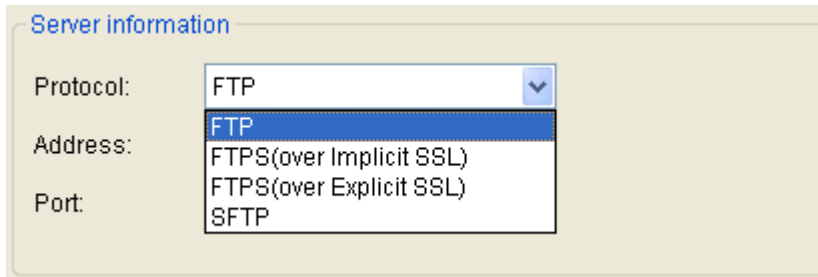 Server information
Protocol:
FTP
FTP
Address:
FTPS(over Implicit SSL)
FTPS(over Explicit SSL)
Port:
SFTP